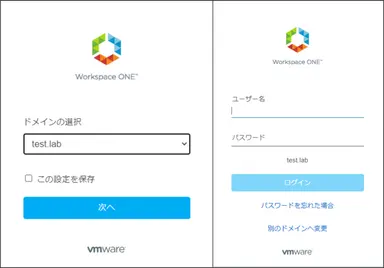 Workspace ONE™
ドメインの選択
test.lab
この設定を保存
次へ
vmware
Workspace ONE™
ユーザー名
パスワード
test.lab
ログイン
パスワードを忘れた場合
別のドメインへ変更
vmware